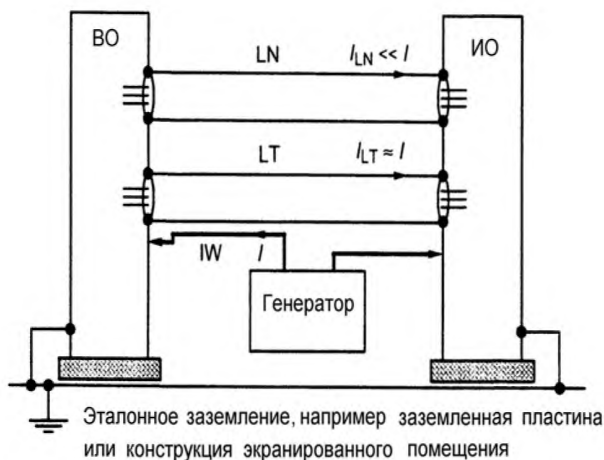 ВО
LN
I_LN << I
ИО
LT
I_LT ≈ I
IW
I
Генератор
Эталонное заземление, например заземленная пластина
или конструкция экранированного помещения